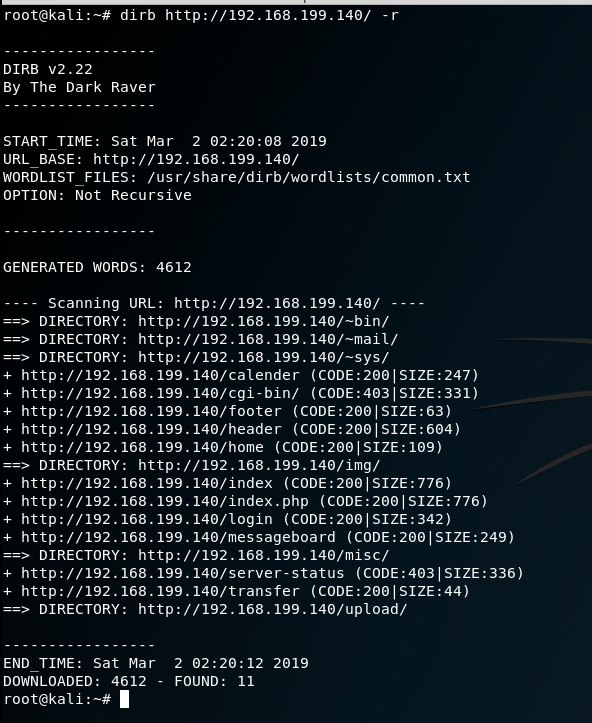 root@kali:~# dirb http://192.168.199.140/ -r
-----------------
DIRB v2.22
By The Dark Raver
-----------------
START_TIME: Sat Mar  2 02:20:08 2019
URL_BASE: http://192.168.199.140/
WORDLIST_FILES: /usr/share/dirb/wordlists/common.txt
OPTION: Not Recursive
-----------------
GENERATED WORDS: 4612
---- Scanning URL: http://192.168.199.140/ ----
==> DIRECTORY: http://192.168.199.140/~bin/
==> DIRECTORY: http://192.168.199.140/~mail/
==> DIRECTORY: http://192.168.199.140/~sys/
+ http://192.168.199.140/calender (CODE:200|SIZE:247)
+ http://192.168.199.140/cgi-bin/ (CODE:403|SIZE:331)
+ http://192.168.199.140/footer (CODE:200|SIZE:63)
+ http://192.168.199.140/header (CODE:200|SIZE:604)
+ http://192.168.199.140/home (CODE:200|SIZE:109)
==> DIRECTORY: http://192.168.199.140/img/
+ http://192.168.199.140/index (CODE:200|SIZE:776)
+ http://192.168.199.140/index.php (CODE:200|SIZE:776)
+ http://192.168.199.140/login (CODE:200|SIZE:342)
+ http://192.168.199.140/messageboard (CODE:200|SIZE:249)
==> DIRECTORY: http://192.168.199.140/misc/
+ http://192.168.199.140/server-status (CODE:403|SIZE:336)
+ http://192.168.199.140/transfer (CODE:200|SIZE:44)
==> DIRECTORY: http://192.168.199.140/upload/
-----------------
END_TIME: Sat Mar  2 02:20:12 2019
DOWNLOADED: 4612 - FOUND: 11
root@kali:~#